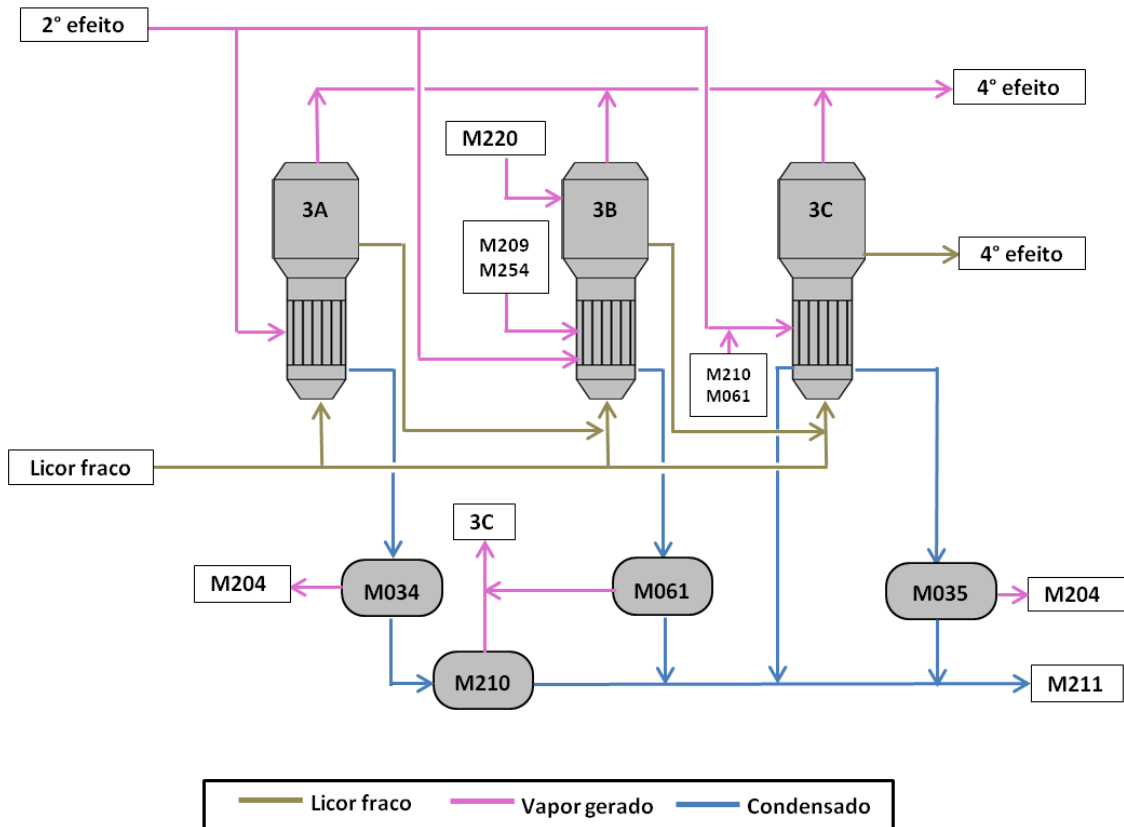 2° efeito
4° efeito
M220
3A
3B
3C
M209
M254
4° efeito
M210
M061
Licor fraco
3C
M204
M034
M061
M035
M204
M210
M211
Licor fraco
Vapor gerado
Condensado